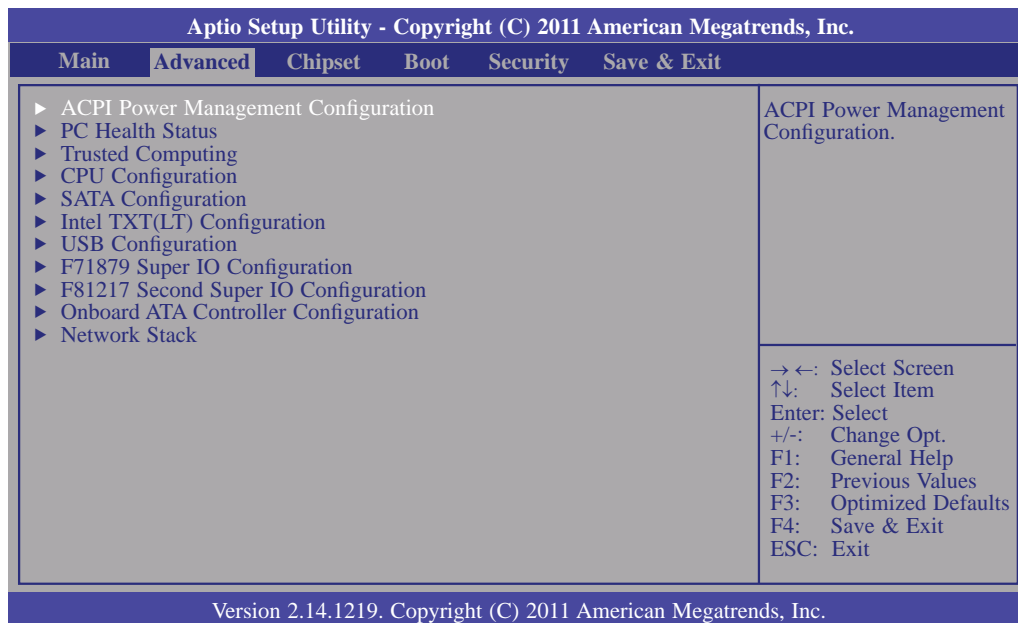 Aptio Setup Utility - Copyright (C) 2011 American Megatrends, Inc.
Main Advanced Chipset Boot Security Save & Exit
► ACPI Power Management Configuration
► PC Health Status
► Trusted Computing
► CPU Configuration
► SATA Configuration
► Intel TXT(LT) Configuration
► USB Configuration
► F71879 Super IO Configuration
► F81217 Second Super IO Configuration
► Onboard ATA Controller Configuration
► Network Stack
ACPI Power Management
Configuration.
→ ←: Select Screen
↑↓: Select Item
Enter: Select
+/-: Change Opt.
F1: General Help
F2: Previous Values
F3: Optimized Defaults
F4: Save & Exit
ESC: Exit
Version 2.14.1219. Copyright (C) 2011 American Megatrends, Inc.